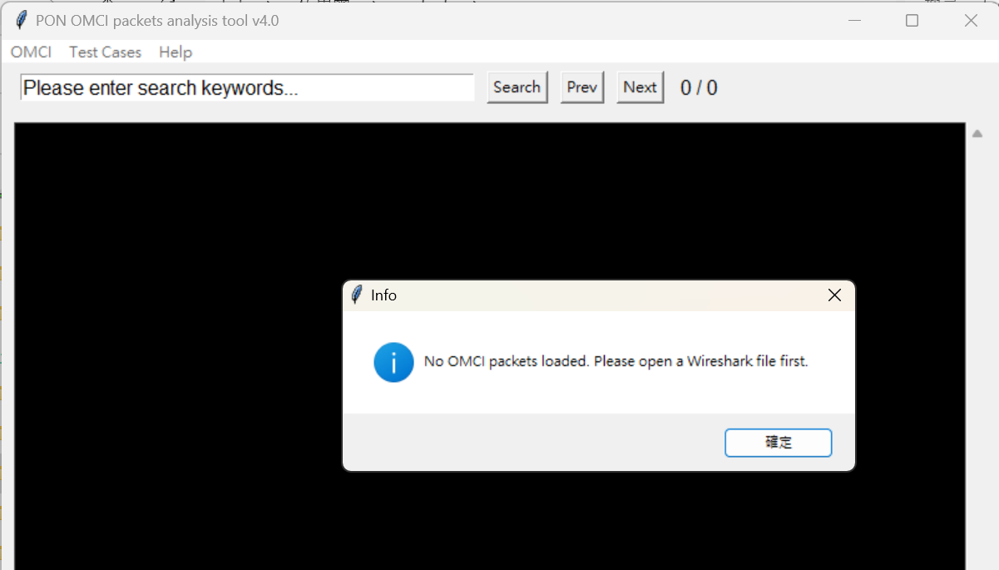 PON OMCI packets analysis tool v4.0
OMCI Test Cases Help
Please enter search keywords... Search Prev Next 0 / 0
Info
No OMCI packets loaded. Please open a Wireshark file first.
確定